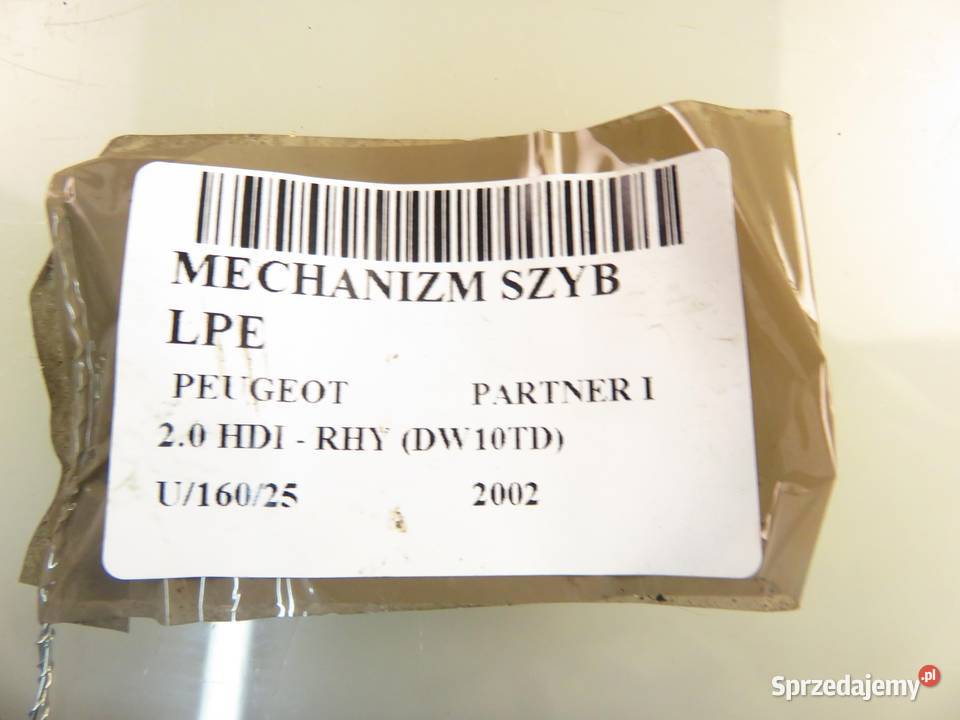 MECHANIZM SZYB
LPE
PEUGEOT PARTNER I
2.0 HDI - RHY (DW10TD)
U/160/25 2002
Sprzedajemy.pl